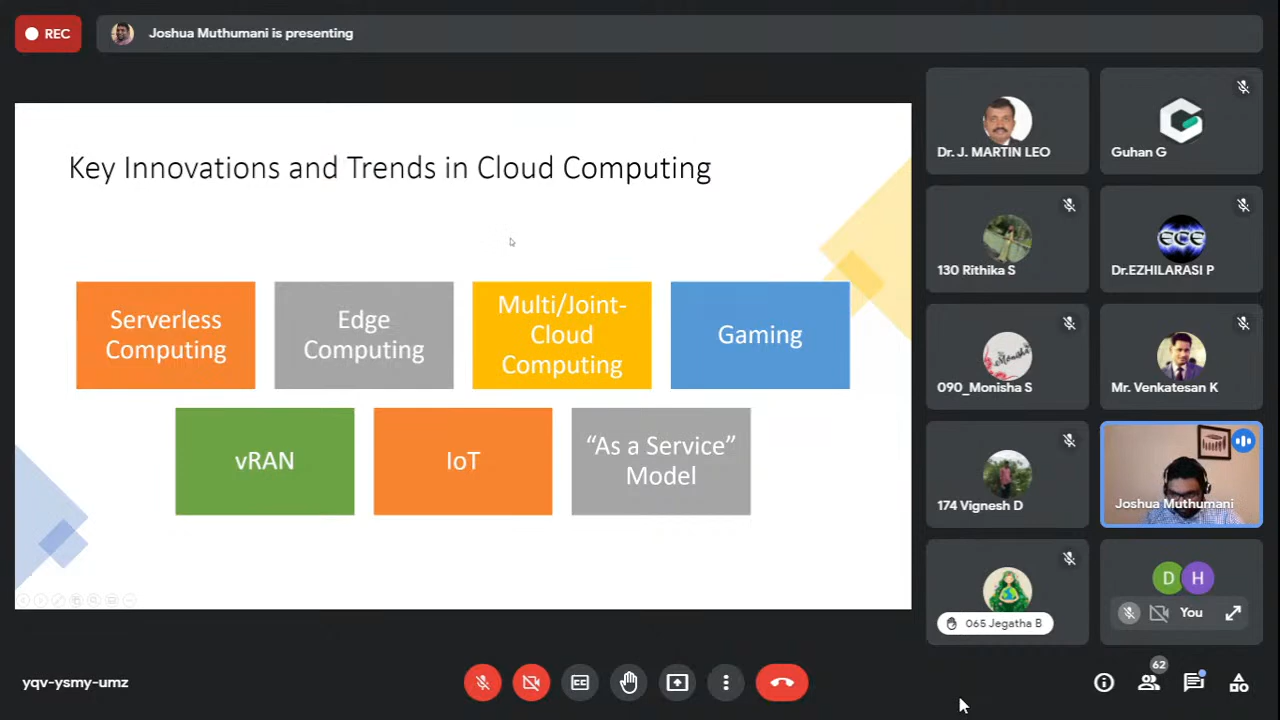 REC
Joshua Muthumani is presenting
Key Innovations and Trends in Cloud Computing
Serverless
Computing
Edge
Computing
Multi/Joint-
Cloud
Computing
Gaming
vRAN
IoT
“As a Service”
Model
Dr. J. MARTIN LEO
Guhan G
130 Rithika S
ECE
Dr.EZHILARASI P
Monisha
090_Monisha S
Mr. Venkatesan K
174 Vignesh D
Joshua Muthumani
065 Jegatha B
D
H
You
yqv-ysmy-umz
CC
62